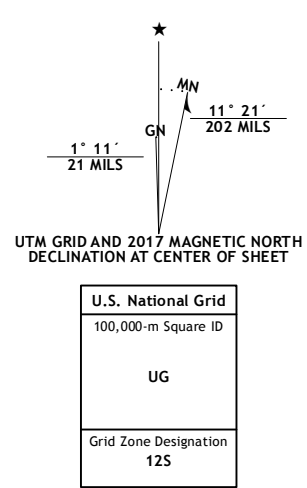 ★
MN
11° 21´
202 MILS
GN
1° 11´
21 MILS
UTM GRID AND 2017 MAGNETIC NORTH
DECLINATION AT CENTER OF SHEET
U.S. National Grid
100,000-m Square ID
UG
Grid Zone Designation
12S